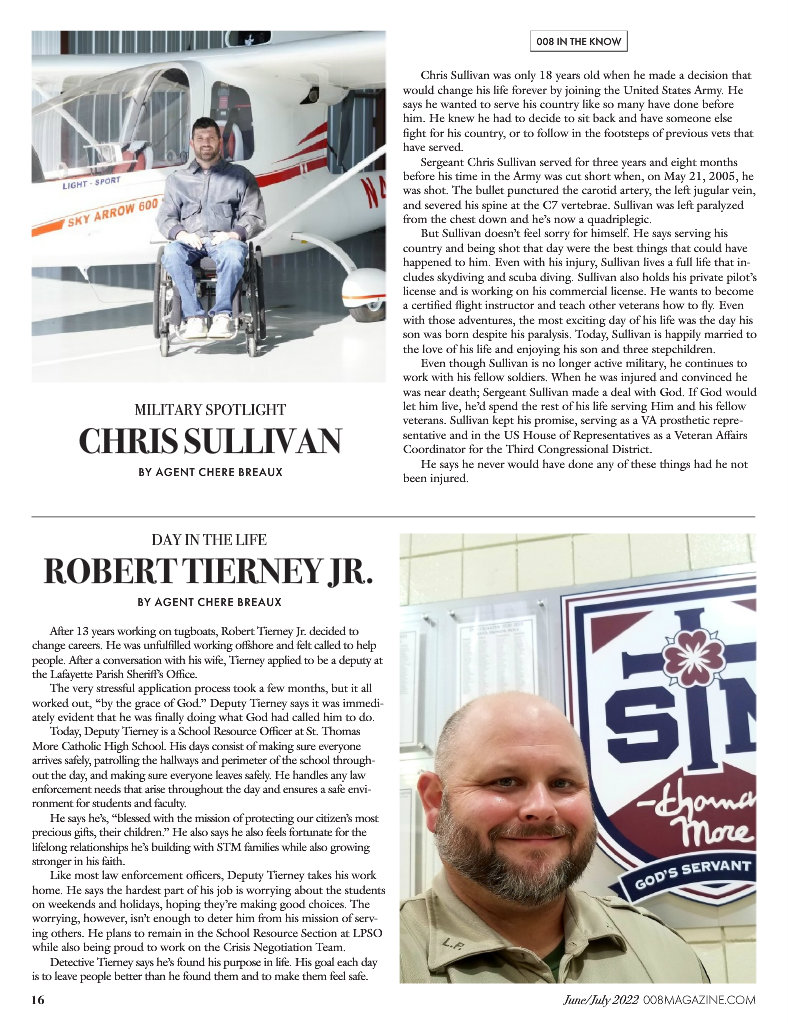 LIGHT - SPORT
SKY ARROW 600
N4
MILITARY SPOTLIGHT
CHRIS SULLIVAN
BY AGENT CHERE BREAUX
008 IN THE KNOW
Chris Sullivan was only 18 years old when he made a decision that
would change his life forever by joining the United States Army. He
says he wanted to serve his country like so many have done before
him. He knew he had to decide to sit back and have someone else
fight for his country, or to follow in the footsteps of previous vets that
have served.
Sergeant Chris Sullivan served for three years and eight months
before his time in the Army was cut short when, on May 21, 2005, he
was shot. The bullet punctured the carotid artery, the left jugular vein,
and severed his spine at the C7 vertebrae. Sullivan was left paralyzed
from the chest down and he’s now a quadriplegic.
But Sullivan doesn’t feel sorry for himself. He says serving his
country and being shot that day were the best things that could have
happened to him. Even with his injury, Sullivan lives a full life that in-
cludes skydiving and scuba diving. Sullivan also holds his private pilot’s
license and is working on his commercial license. He wants to become
a certified flight instructor and teach other veterans how to fly. Even
with those adventures, the most exciting day of his life was the day his
son was born despite his paralysis. Today, Sullivan is happily married to
the love of his life and enjoying his son and three stepchildren.
Even though Sullivan is no longer active military, he continues to
work with his fellow soldiers. When he was injured and convinced he
was near death; Sergeant Sullivan made a deal with God. If God would
let him live, he’d spend the rest of his life serving Him and his fellow
veterans. Sullivan kept his promise, serving as a VA prosthetic repre-
sentative and in the US House of Representatives as a Veteran Affairs
Coordinator for the Third Congressional District.
He says he never would have done any of these things had he not
been injured.
DAY IN THE LIFE
ROBERT TIERNEY JR.
BY AGENT CHERE BREAUX
After 13 years working on tugboats, Robert Tierney Jr. decided to
change careers. He was unfulfilled working offshore and felt called to help
people. After a conversation with his wife, Tierney applied to be a deputy at
the Lafayette Parish Sheriff’s Office.
The very stressful application process took a few months, but it all
worked out, “by the grace of God.” Deputy Tierney says it was immedi-
ately evident that he was finally doing what God had called him to do.
Today, Deputy Tierney is a School Resource Officer at St. Thomas
More Catholic High School. His days consist of making sure everyone
arrives safely, patrolling the hallways and perimeter of the school through-
out the day, and making sure everyone leaves safely. He handles any law
enforcement needs that arise throughout the day and ensures a safe envi-
ronment for students and faculty.
He says he’s, “blessed with the mission of protecting our citizen’s most
precious gifts, their children.” He also says he also feels fortunate for the
lifelong relationships he’s building with STM families while also growing
stronger in his faith.
Like most law enforcement officers, Deputy Tierney takes his work
home. He says the hardest part of his job is worrying about the students
on weekends and holidays, hoping they’re making good choices. The
worrying, however, isn’t enough to deter him from his mission of serv-
ing others. He plans to remain in the School Resource Section at LPSO
while also being proud to work on the Crisis Negotiation Team.
Detective Tierney says he’s found his purpose in life. His goal each day
is to leave people better than he found them and to make them feel safe.
STM
Thoma
More
GOD'S SERVANT
L.P.
16
June/July 2022 008MAGAZINE.COM